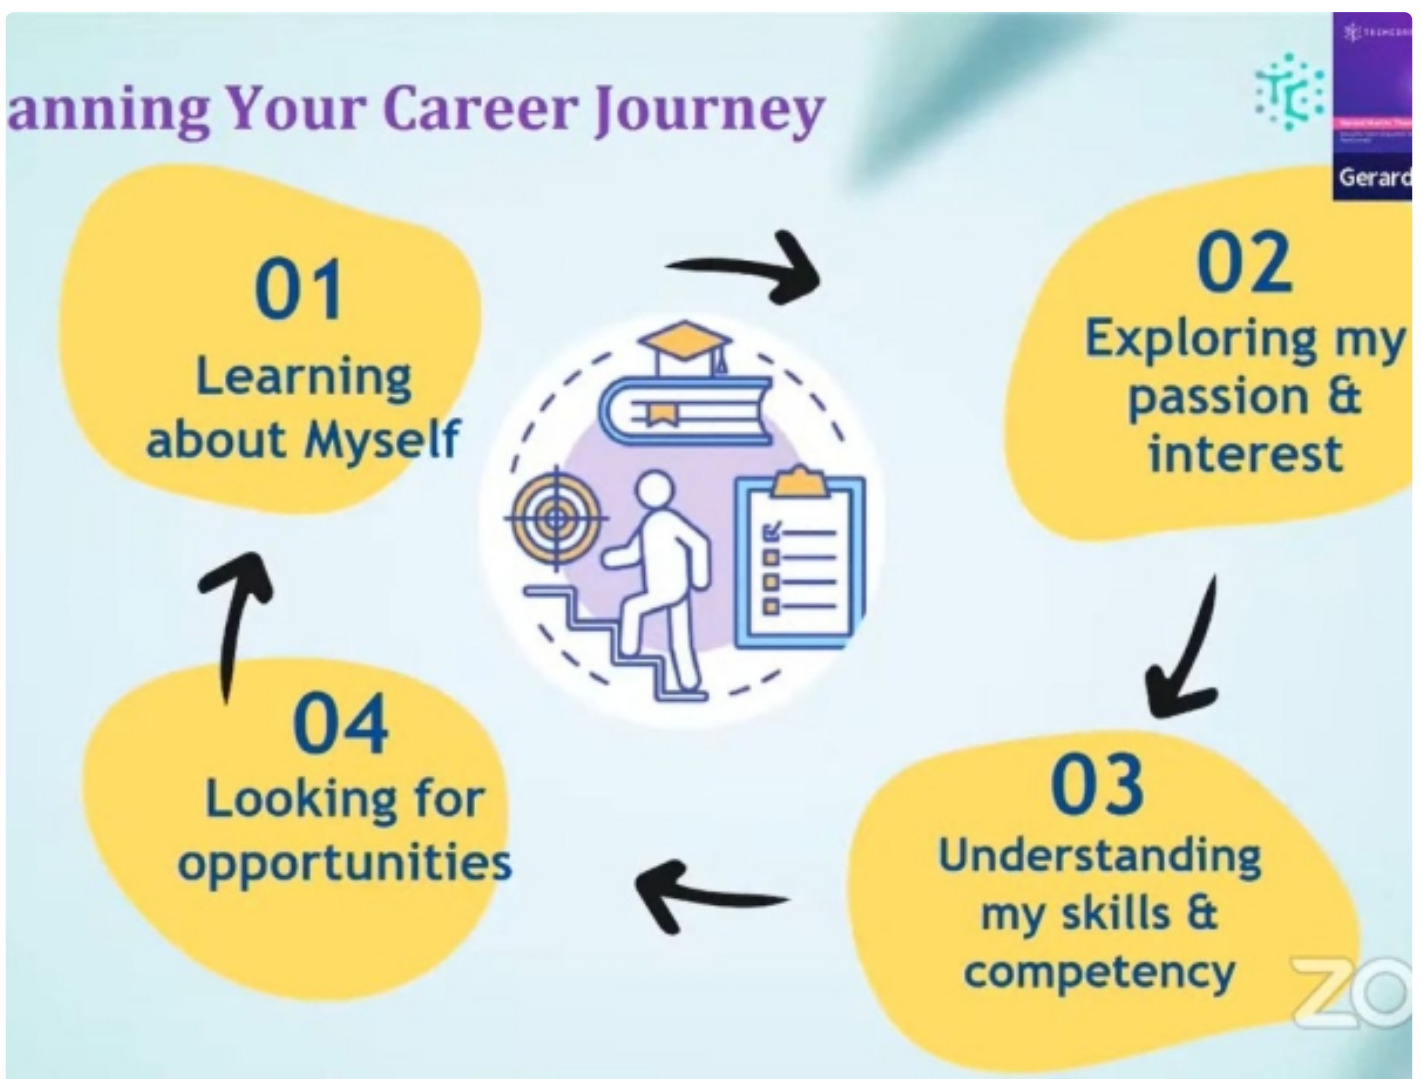 anning Your Career Journey
Gerard
01
Learning
about Myself
02
Exploring my
passion &
interest
03
Understanding
my skills &
competency
04
Looking for
opportunities
ZO